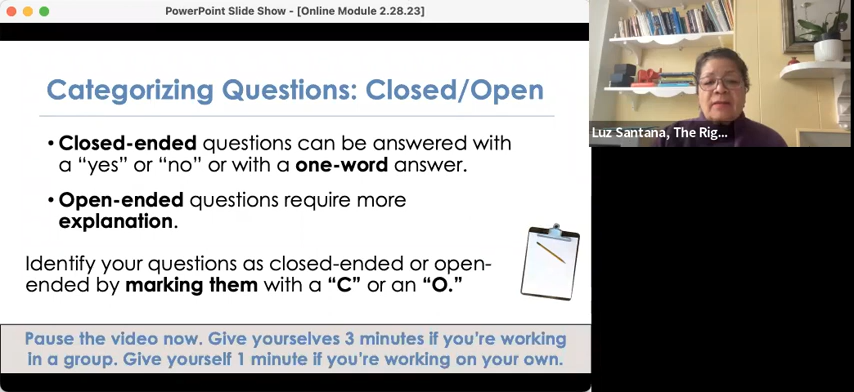 PowerPoint Slide Show - [Online Module 2.28.23]
Categorizing Questions: Closed/Open
• Closed-ended questions can be answered with
a “yes” or “no” or with a one-word answer.
• Open-ended questions require more
explanation.
Identify your questions as closed-ended or open-
ended by marking them with a “C” or an “O.”
Pause the video now. Give yourselves 3 minutes if you’re working
in a group. Give yourself 1 minute if you’re working on your own.
Luz Santana, The Rig...